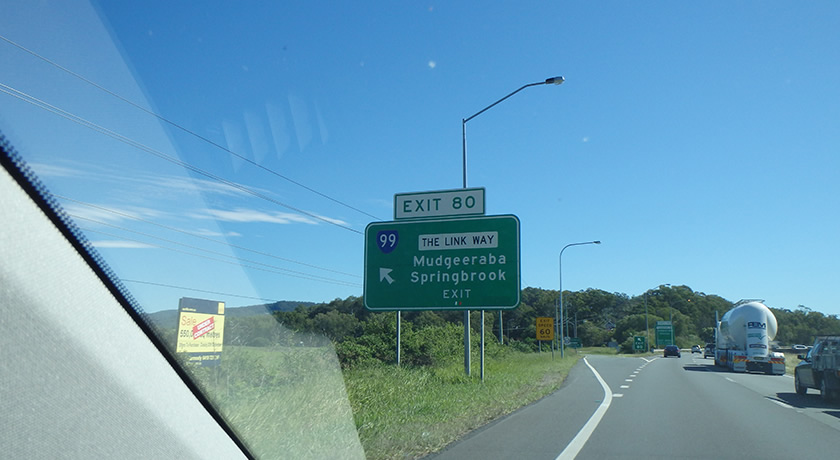 EXIT 80
99 THE LINK WAY
Mudgeeraba
Springbrook
EXIT
Sale
60